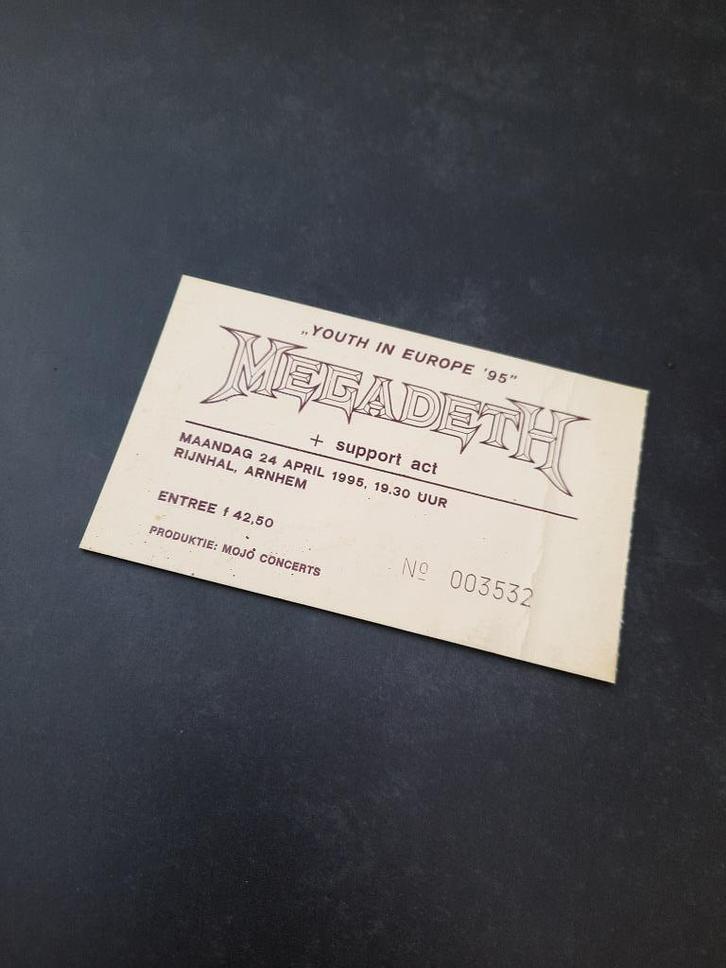 „YOUTH IN EUROPE '95"
MEGADETH
+ support act
MAANDAG 24 APRIL 1995, 19.30 UUR
RIJNHAL, ARNHEM
ENTREE f 42,50
PRODUKTIE: MOJO CONCERTS
Nº 003532